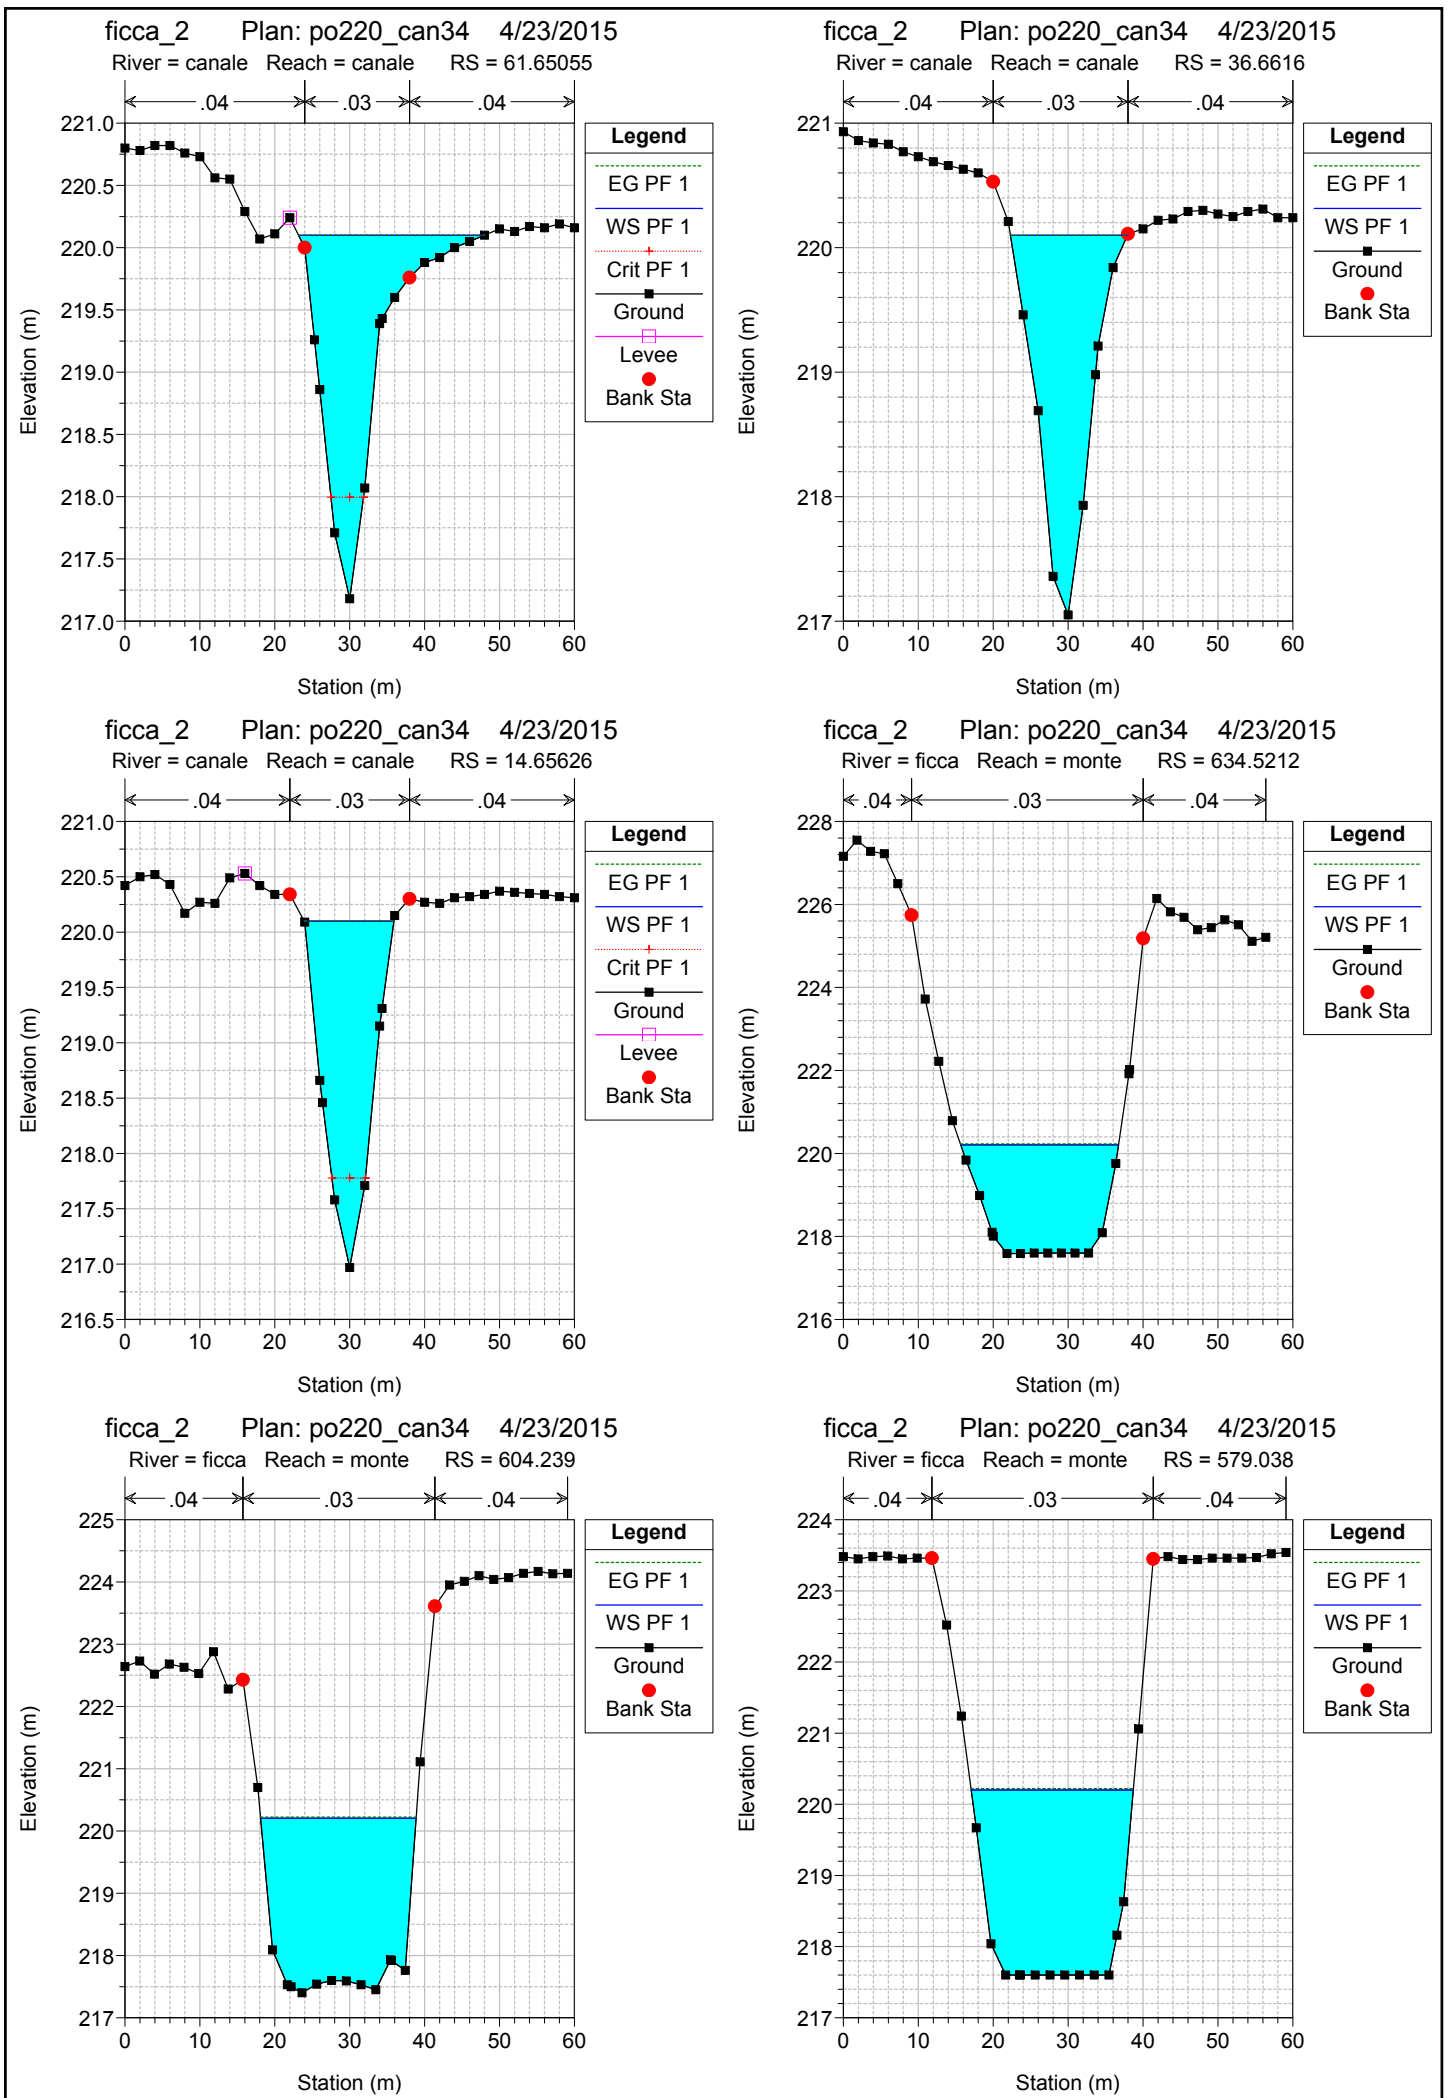 ficca_2 Plan: po220_can34 4/23/2015
River = canale Reach = canale RS = 61.65055
.04 .03 .04
221.0
220.5
220.0
219.5
219.0
218.5
218.0
217.5
217.0
Elevation (m)
0 10 20 30 40 50 60
Station (m)
Legend
EG PF 1
WS PF 1
Crit PF 1
Ground
Levee
Bank Sta
ficca_2 Plan: po220_can34 4/23/2015
River = canale Reach = canale RS = 36.6616
.04 .03 .04
221
220
219
218
217
Elevation (m)
0 10 20 30 40 50 60
Station (m)
Legend
EG PF 1
WS PF 1
Ground
Bank Sta
ficca_2 Plan: po220_can34 4/23/2015
River = canale Reach = canale RS = 14.65626
.04 .03 .04
221.0
220.5
220.0
219.5
219.0
218.5
218.0
217.5
217.0
216.5
Elevation (m)
0 10 20 30 40 50 60
Station (m)
Legend
EG PF 1
WS PF 1
Crit PF 1
Ground
Levee
Bank Sta
ficca_2 Plan: po220_can34 4/23/2015
River = ficca Reach = monte RS = 634.5212
.04 .03 .04
228
226
224
222
220
218
216
Elevation (m)
0 10 20 30 40 50 60
Station (m)
Legend
EG PF 1
WS PF 1
Ground
Bank Sta
ficca_2 Plan: po220_can34 4/23/2015
River = ficca Reach = monte RS = 604.239
.04 .03 .04
225
224
223
222
221
220
219
218
217
Elevation (m)
0 10 20 30 40 50 60
Station (m)
Legend
EG PF 1
WS PF 1
Ground
Bank Sta
ficca_2 Plan: po220_can34 4/23/2015
River = ficca Reach = monte RS = 579.038
.04 .03 .04
224
223
222
221
220
219
218
217
Elevation (m)
0 10 20 30 40 50 60
Station (m)
Legend
EG PF 1
WS PF 1
Ground
Bank Sta